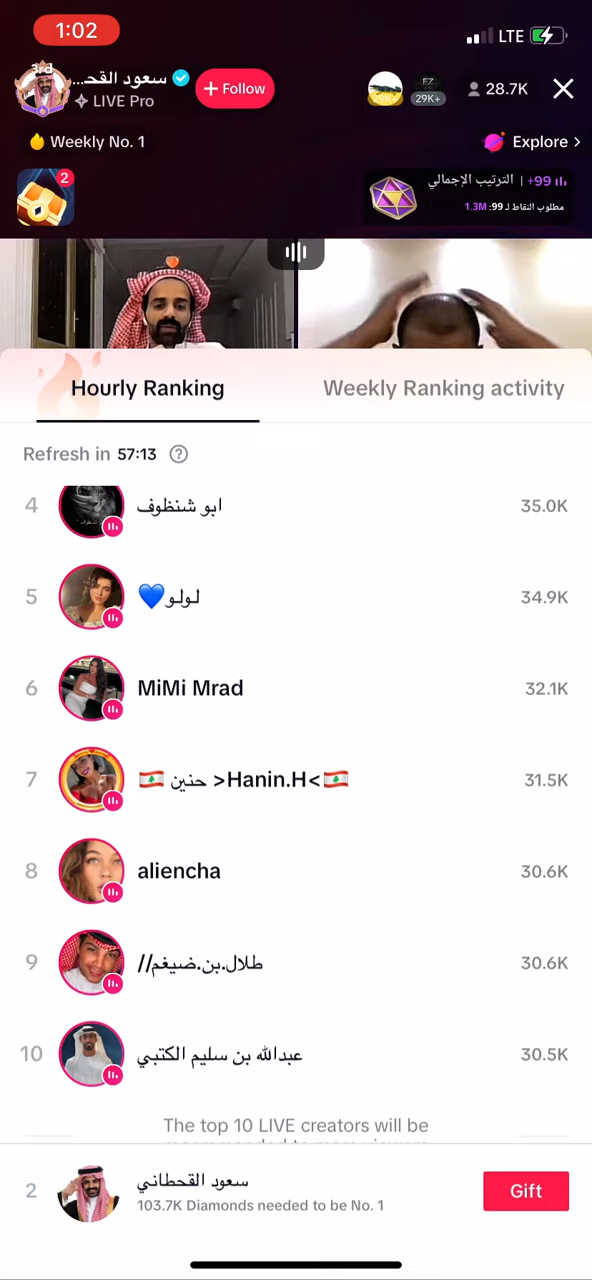 1:02
LTE
3rd
سعود القحـ...
LIVE Pro
+ Follow
29K+
28.7K
Weekly No. 1
Explore >
2
الترتيب الإجمالي | +99
مطلوب النقاط لـ 99: 1.3M
Hourly Ranking
Weekly Ranking activity
Refresh in 57:13
4 ابو شنظوف 35.0K
5 لولو💙 34.9K
6 MiMi Mrad 32.1K
7 🇱🇧 حنين >Hanin.H<🇱🇧 31.5K
8 aliencha 30.6K
9 طلال.بن.ضيغم// 30.6K
10 عبدالله بن سليم الكتبي 30.5K
The top 10 LIVE creators will be
2 سعود القحطاني
103.7K Diamonds needed to be No. 1
Gift